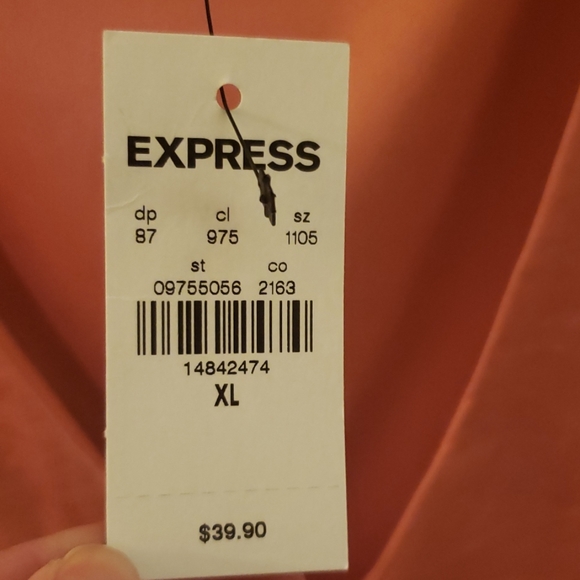 EXPRESS
dp cl sz
87 975 1105
st co
09755056 2163
14842474
XL
$39.90